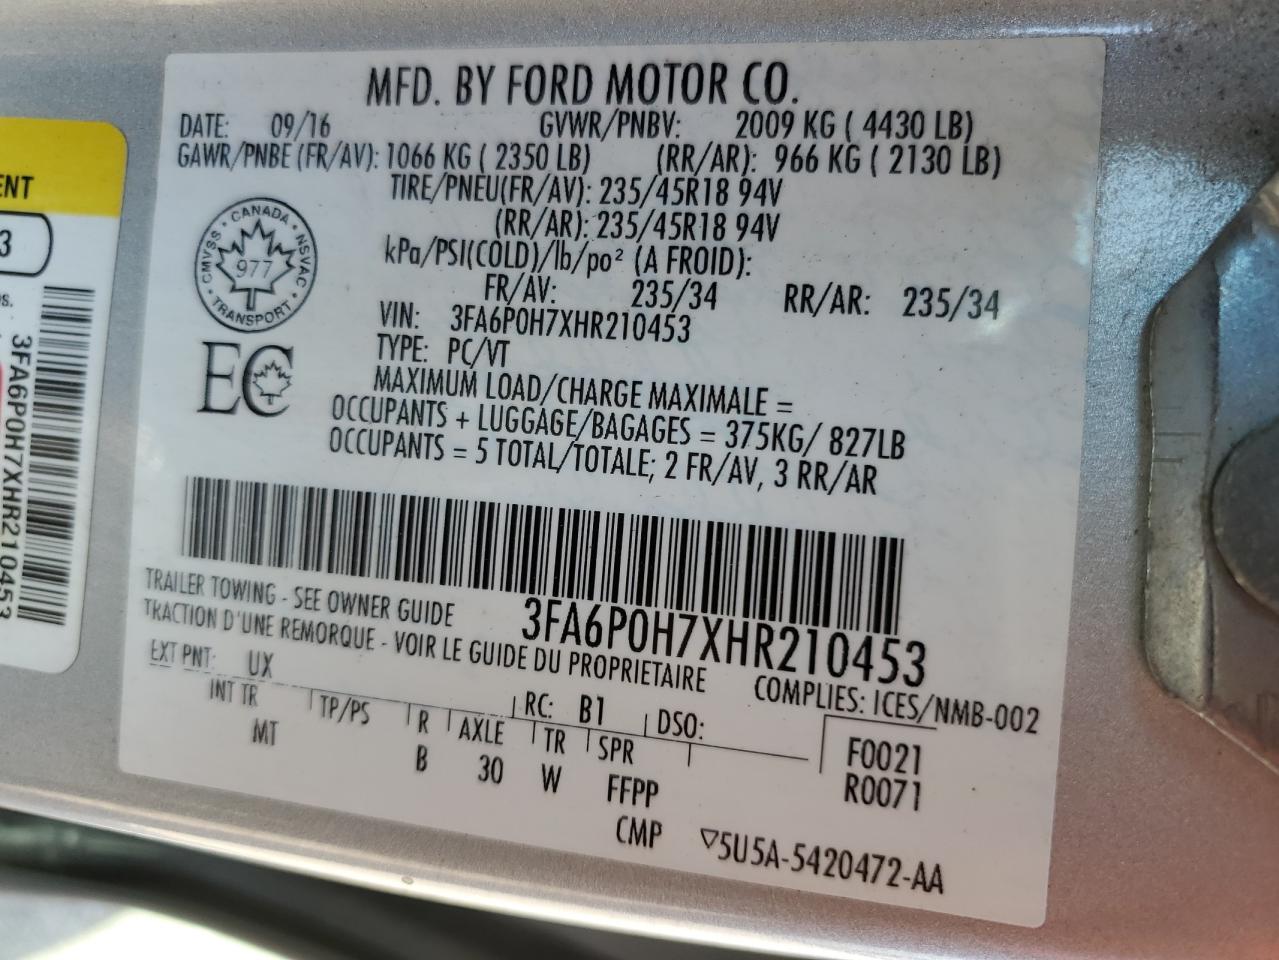 MFD. BY FORD MOTOR CO.
DATE: 09/16 GVWR/PNBV: 2009 KG ( 4430 LB)
GAWR/PNBE (FR/AV): 1066 KG ( 2350 LB) (RR/AR): 966 KG ( 2130 LB)
TIRE/PNEU(FR/AV): 235/45R18 94V
(RR/AR): 235/45R18 94V
kPa/PSI(COLD)/lb/po² (A FROID):
FR/AV: 235/34 RR/AR: 235/34
VIN: 3FA6P0H7XHR210453
TYPE: PC/VT
MAXIMUM LOAD/CHARGE MAXIMALE =
OCCUPANTS + LUGGAGE/BAGAGES = 375KG/ 827LB
OCCUPANTS = 5 TOTAL/TOTALE; 2 FR/AV, 3 RR/AR
CANADA
CMVSS
NSVAC
TRANSPORT
977
EC
3FA6P0H7XHR210453
TRAILER TOWING - SEE OWNER GUIDE
TRACTION D'UNE REMORQUE - VOIR LE GUIDE DU PROPRIETAIRE
COMPLIES: ICES/NMB-002
EXT PNT: UX RC: B1 DSO:
INT TR TP/PS R AXLE TR SPR
MT B 30 W FFPP
CMP
F0021
R0071
▽5U5A-5420472-AA
ENT
3
3FA6P0H7XHR210453